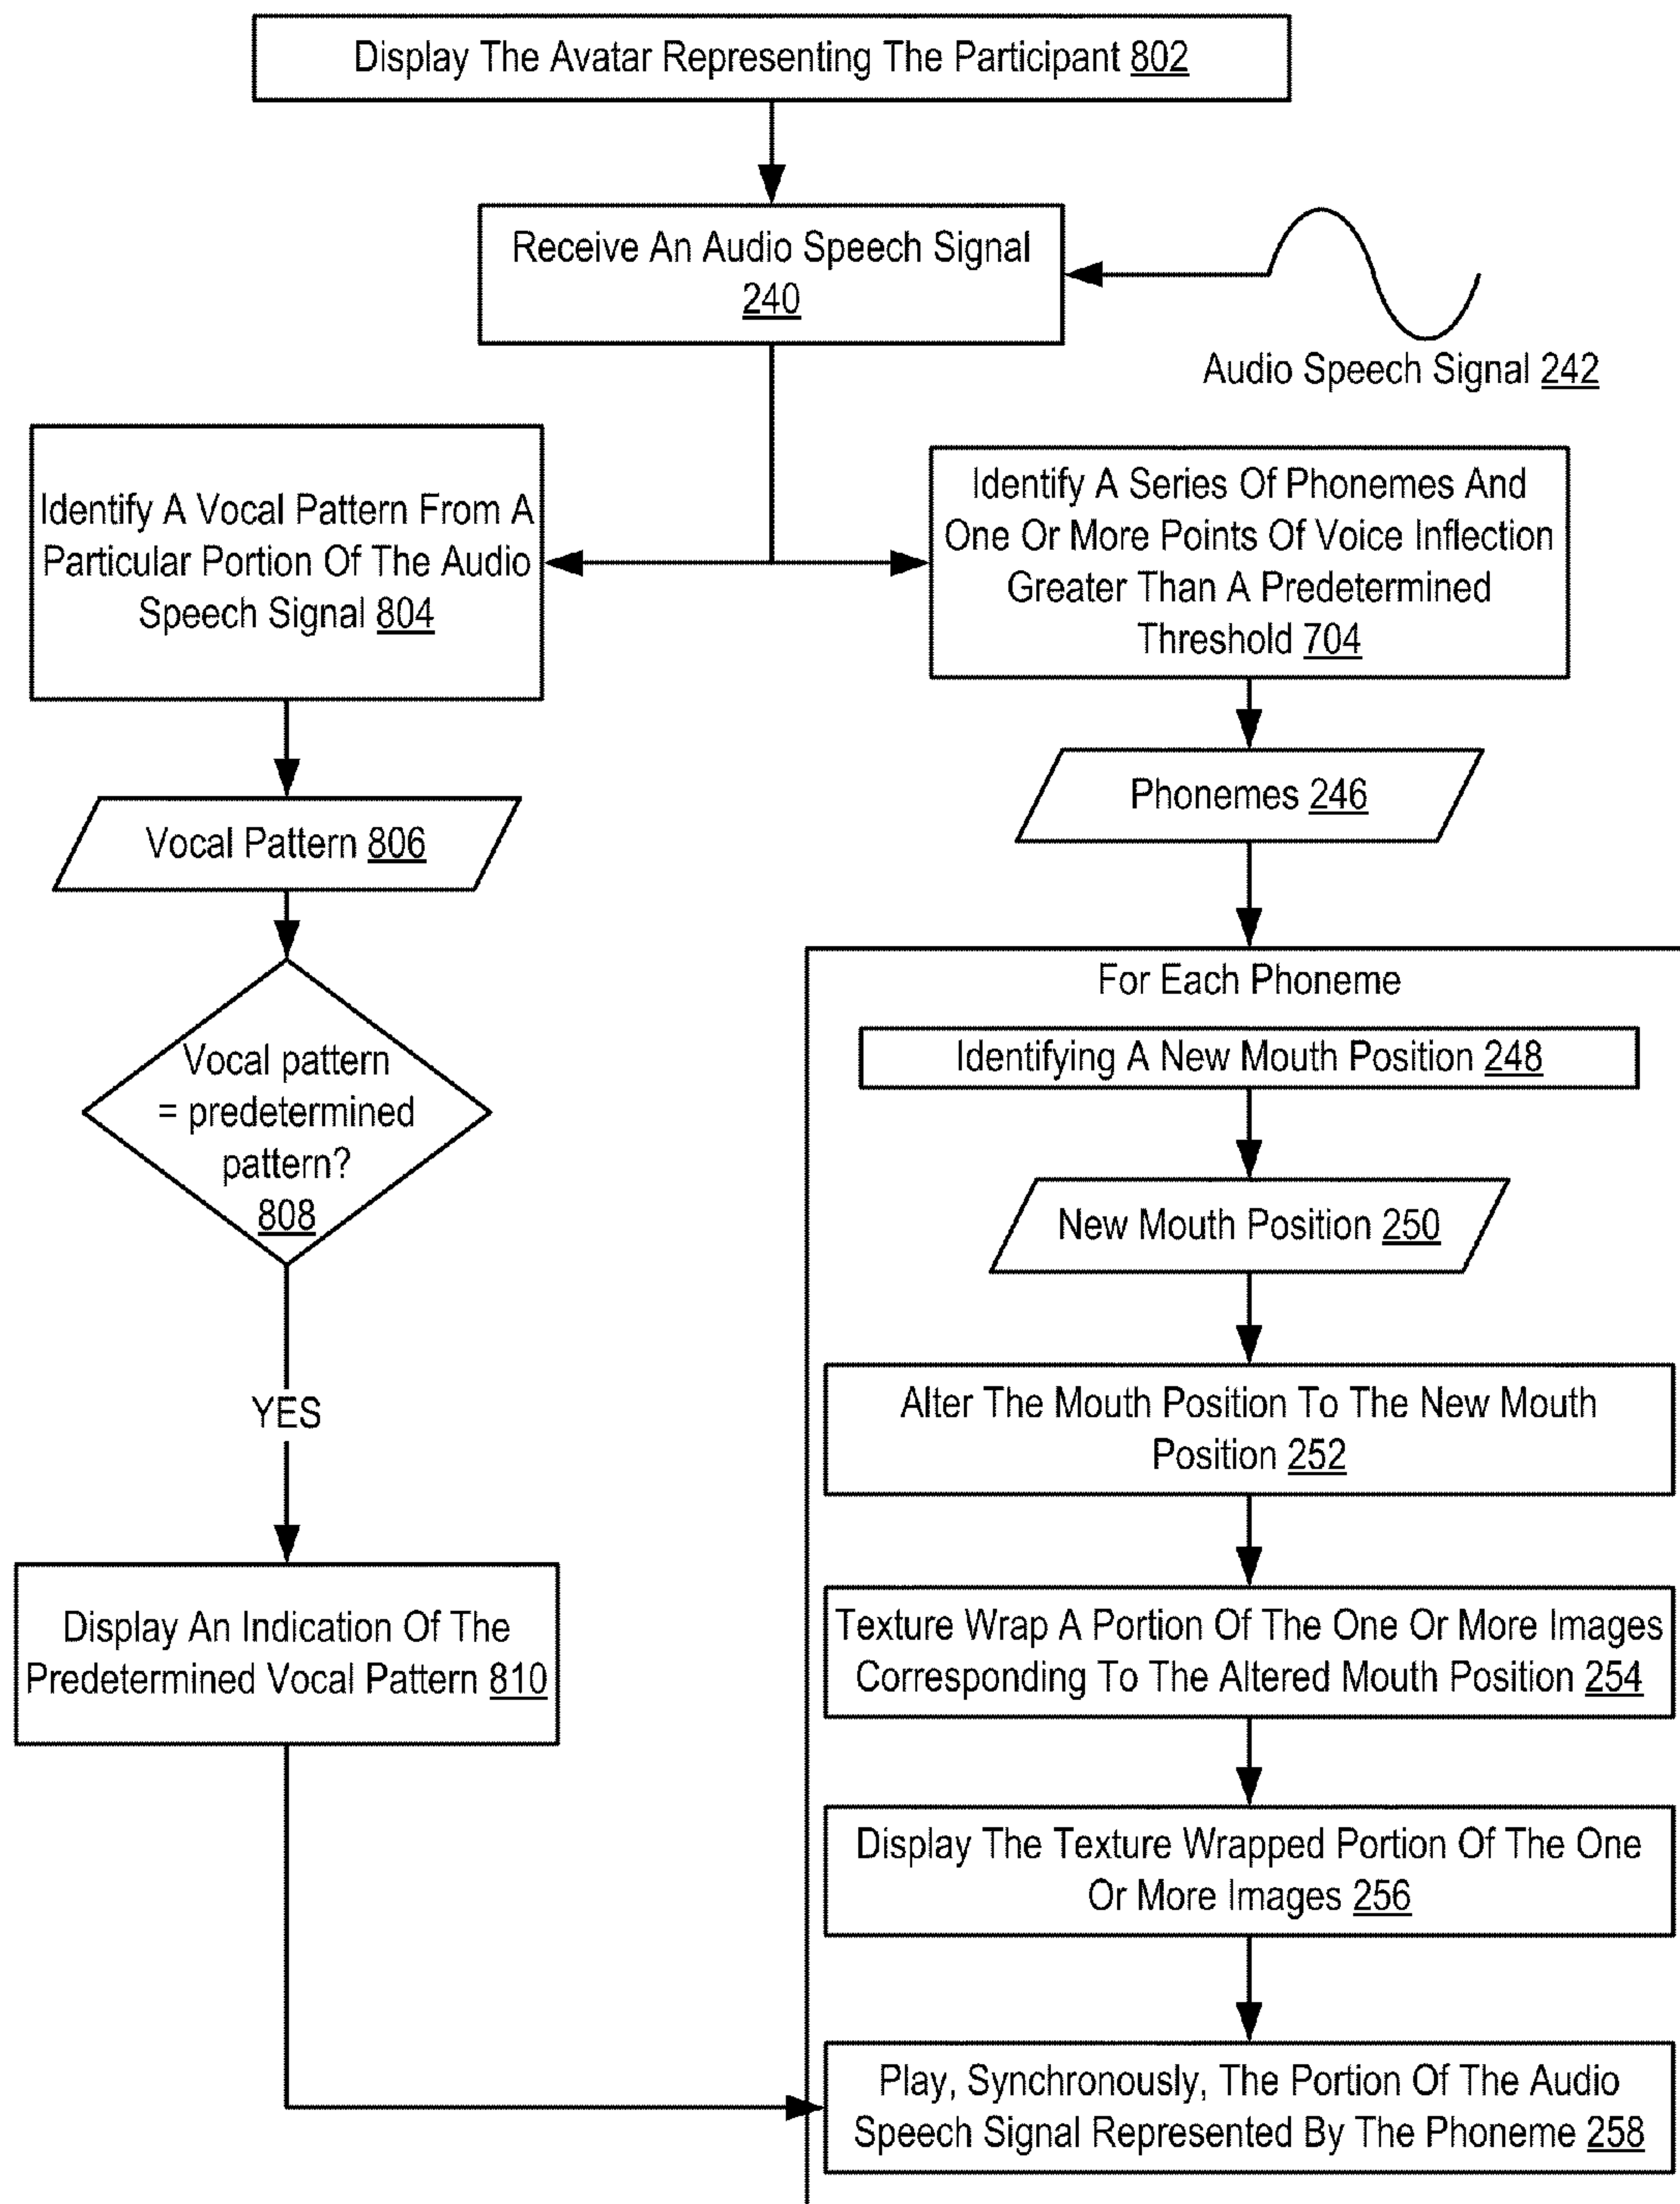 Display The Avatar Representing The Participant 802
Receive An Audio Speech Signal
240
Audio Speech Signal 242
Identify A Vocal Pattern From A
Particular Portion Of The Audio
Speech Signal 804
Vocal Pattern 806
Vocal pattern
= predetermined
pattern?
808
YES
Display An Indication Of The
Predetermined Vocal Pattern 810
Identify A Series Of Phonemes And
One Or More Points Of Voice Inflection
Greater Than A Predetermined
Threshold 704
Phonemes 246
For Each Phoneme
Identifying A New Mouth Position 248
New Mouth Position 250
Alter The Mouth Position To The New Mouth
Position 252
Texture Wrap A Portion Of The One Or More Images
Corresponding To The Altered Mouth Position 254
Display The Texture Wrapped Portion Of The One
Or More Images 256
Play, Synchronously, The Portion Of The Audio
Speech Signal Represented By The Phoneme 258